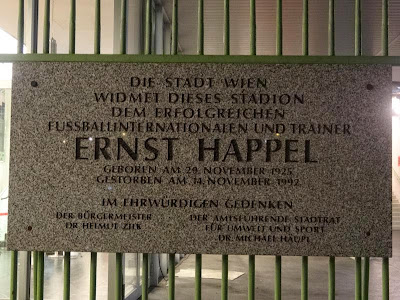 DIE STADT WIEN
WIDMET DIESES STADION
DEM ERFOLGREICHEN
FUSSBALLINTERNATIONALEN UND TRAINER
ERNST HAPPEL
GEBOREN AM 29. NOVEMBER 1925
GESTORBEN AM 14. NOVEMBER 1992
IM EHRWÜRDIGEN GEDENKEN
DER BÜRGERMEISTER
DR HELMUT ZILK
DER AMTSFÜHRENDE STADTRAT
FÜR UMWELT UND SPORT
DR. MICHAEL HÄUPL